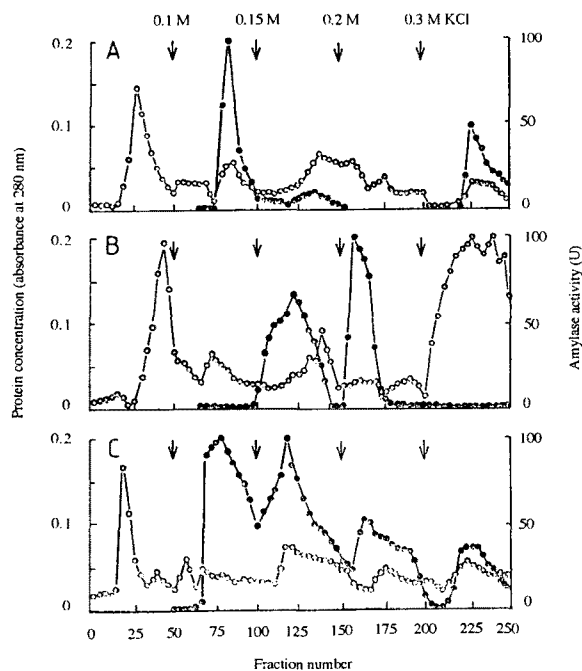 0.1 M 0.15 M 0.2 M 0.3 M KCl
A
0.2 100
0.1 50
0 0
B
0.2 100
0.1 50
0 0
C
0.2 100
0.1 50
0 0
0 25 50 75 100 125 150 175 200 225 250
Fraction number
Protein concentration (absorbance at 280 nm)
Amylase activity (U)